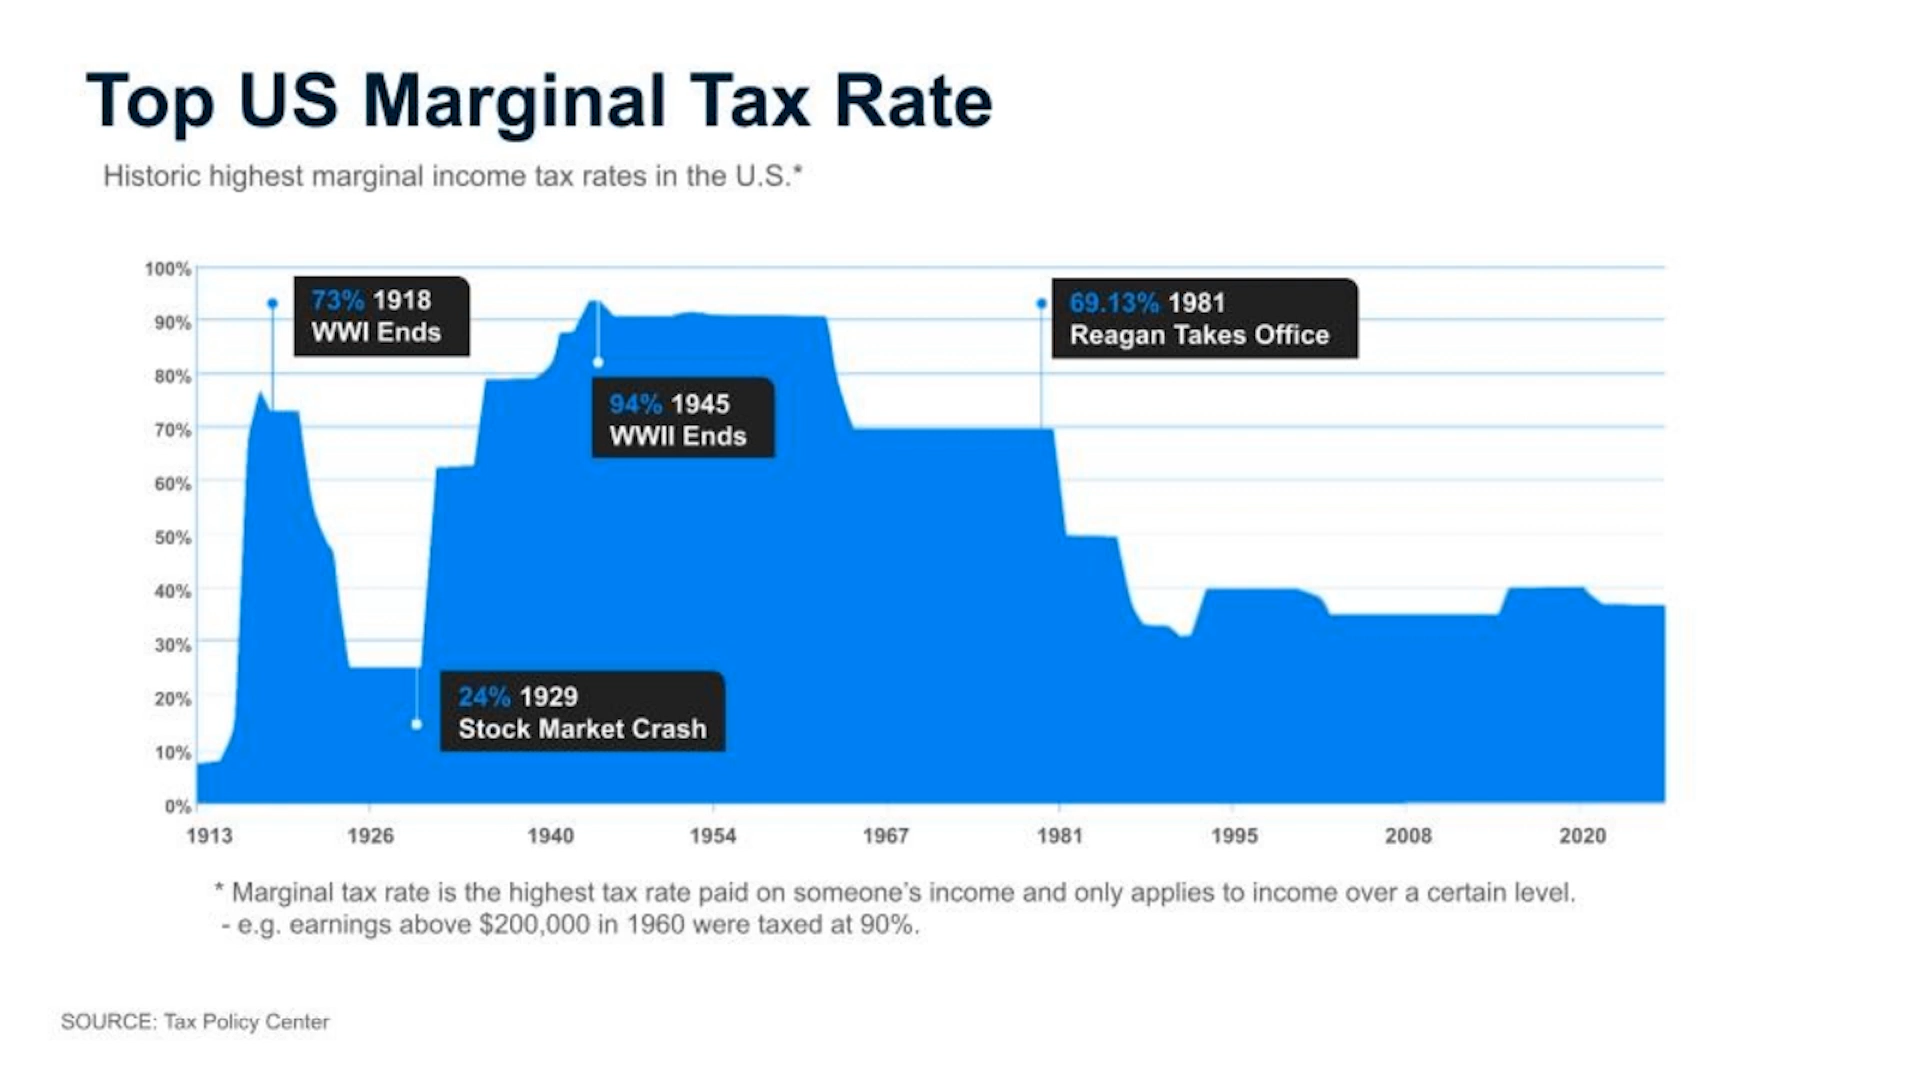 Top US Marginal Tax Rate
Historic highest marginal income tax rates in the U.S.*
100%
90%
80%
70%
60%
50%
40%
30%
20%
10%
0%
73% 1918
WWI Ends
94% 1945
WWII Ends
69.13% 1981
Reagan Takes Office
24% 1929
Stock Market Crash
1913 1926 1940 1954 1967 1981 1995 2008 2020
* Marginal tax rate is the highest tax rate paid on someone's income and only applies to income over a certain level.
- e.g. earnings above $200,000 in 1960 were taxed at 90%.
SOURCE: Tax Policy Center